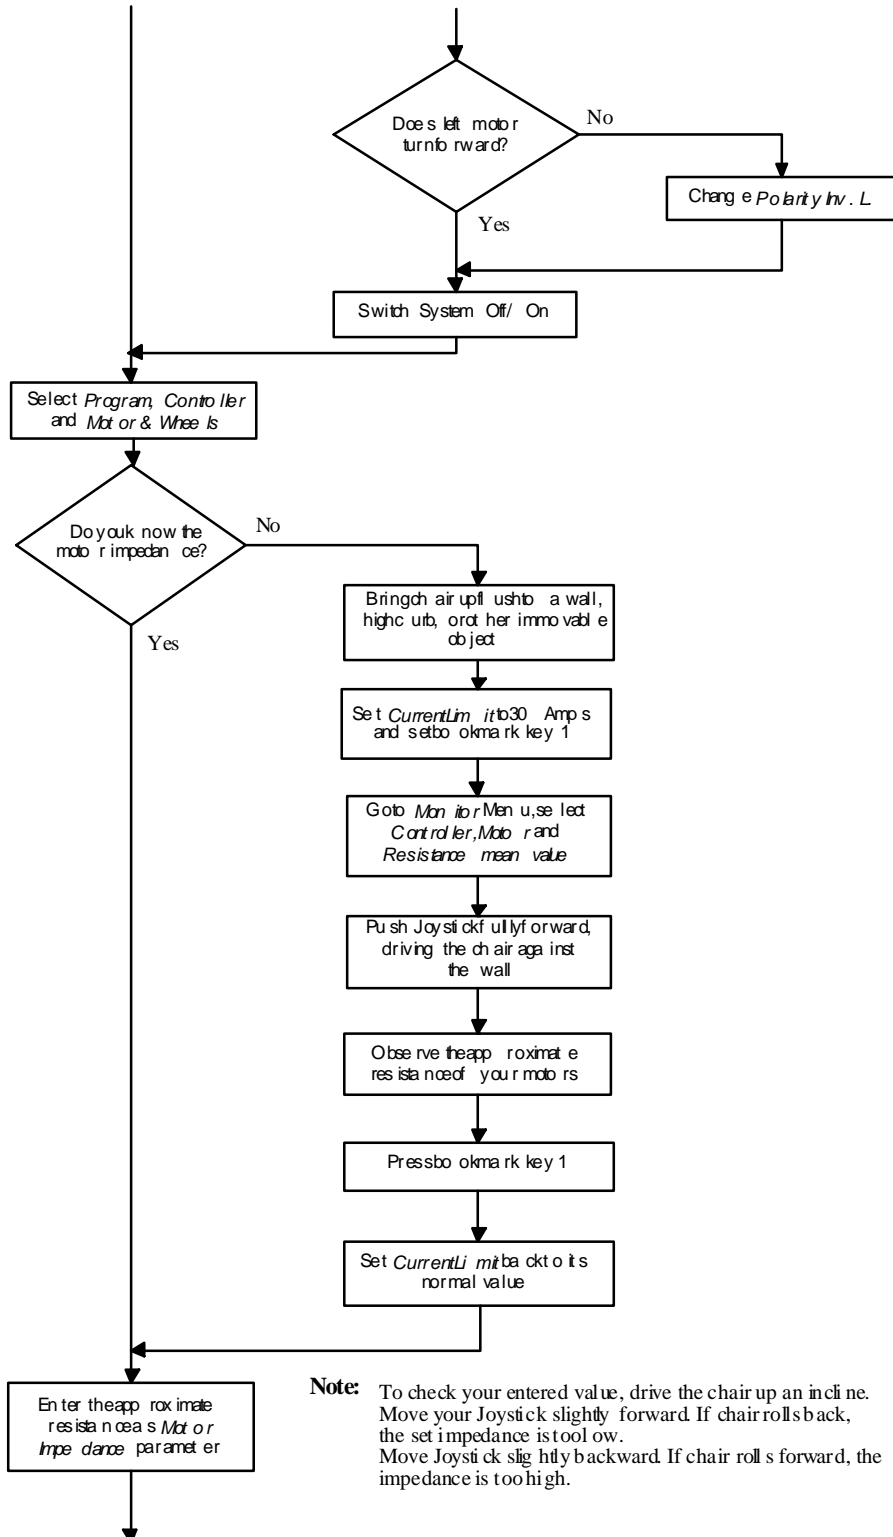 Does left motor
turn forward?
No
Change Polarity Inv. L
Yes
Switch System Off/ On
Select Program, Controller
and Motor & Wheels
Do you know the
motor impedance?
No
Yes
Bring chair up flush to a wall,
high curb, or other immovable
object
Set Current Limit to 30 Amps
and set bookmark key 1
Go to Monitor Menu, select
Controller, Motor and
Resistance mean value
Push Joystick fully forward,
driving the chair against
the wall
Observe the approximate
resistance of your motors
Press bookmark key 1
Set Current Limit back to its
normal value
Enter the approximate
resistance as Motor
Impedance parameter
Note: To check your entered value, drive the chair up an incline.
Move your Joystick slightly forward. If chair rolls back,
the set impedance is too low.
Move Joystick slightly backward. If chair rolls forward, the
impedance is too high.